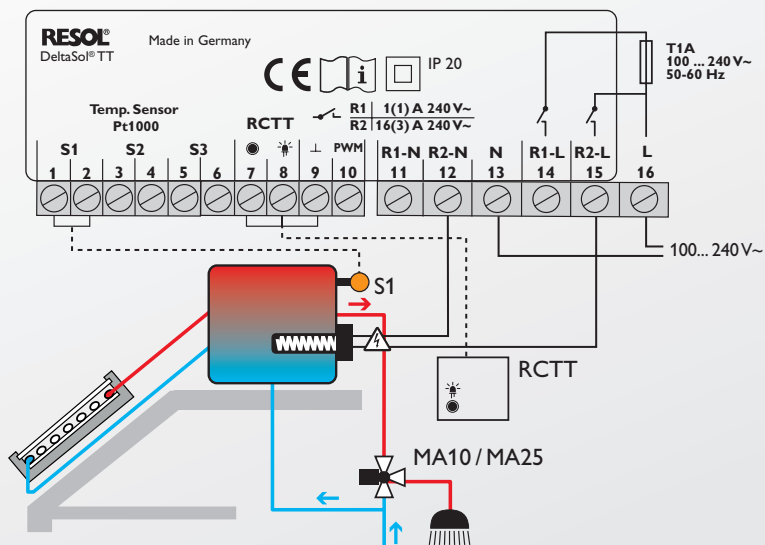 RESOL®
DeltaSol® TT
Made in Germany
CE
i
IP 20
T1A
100 ... 240 V~
50-60 Hz
Temp. Sensor
Pt1000
RCTT
R1 1(1) A 240 V~
R2 16(3) A 240 V~
S1 S2 S3 ⊥ PWM R1-N R2-N N R1-L R2-L L
1 2 3 4 5 6 7 8 9 10 11 12 13 14 15 16
100... 240 V~
S1
RCTT
MA10 / MA25